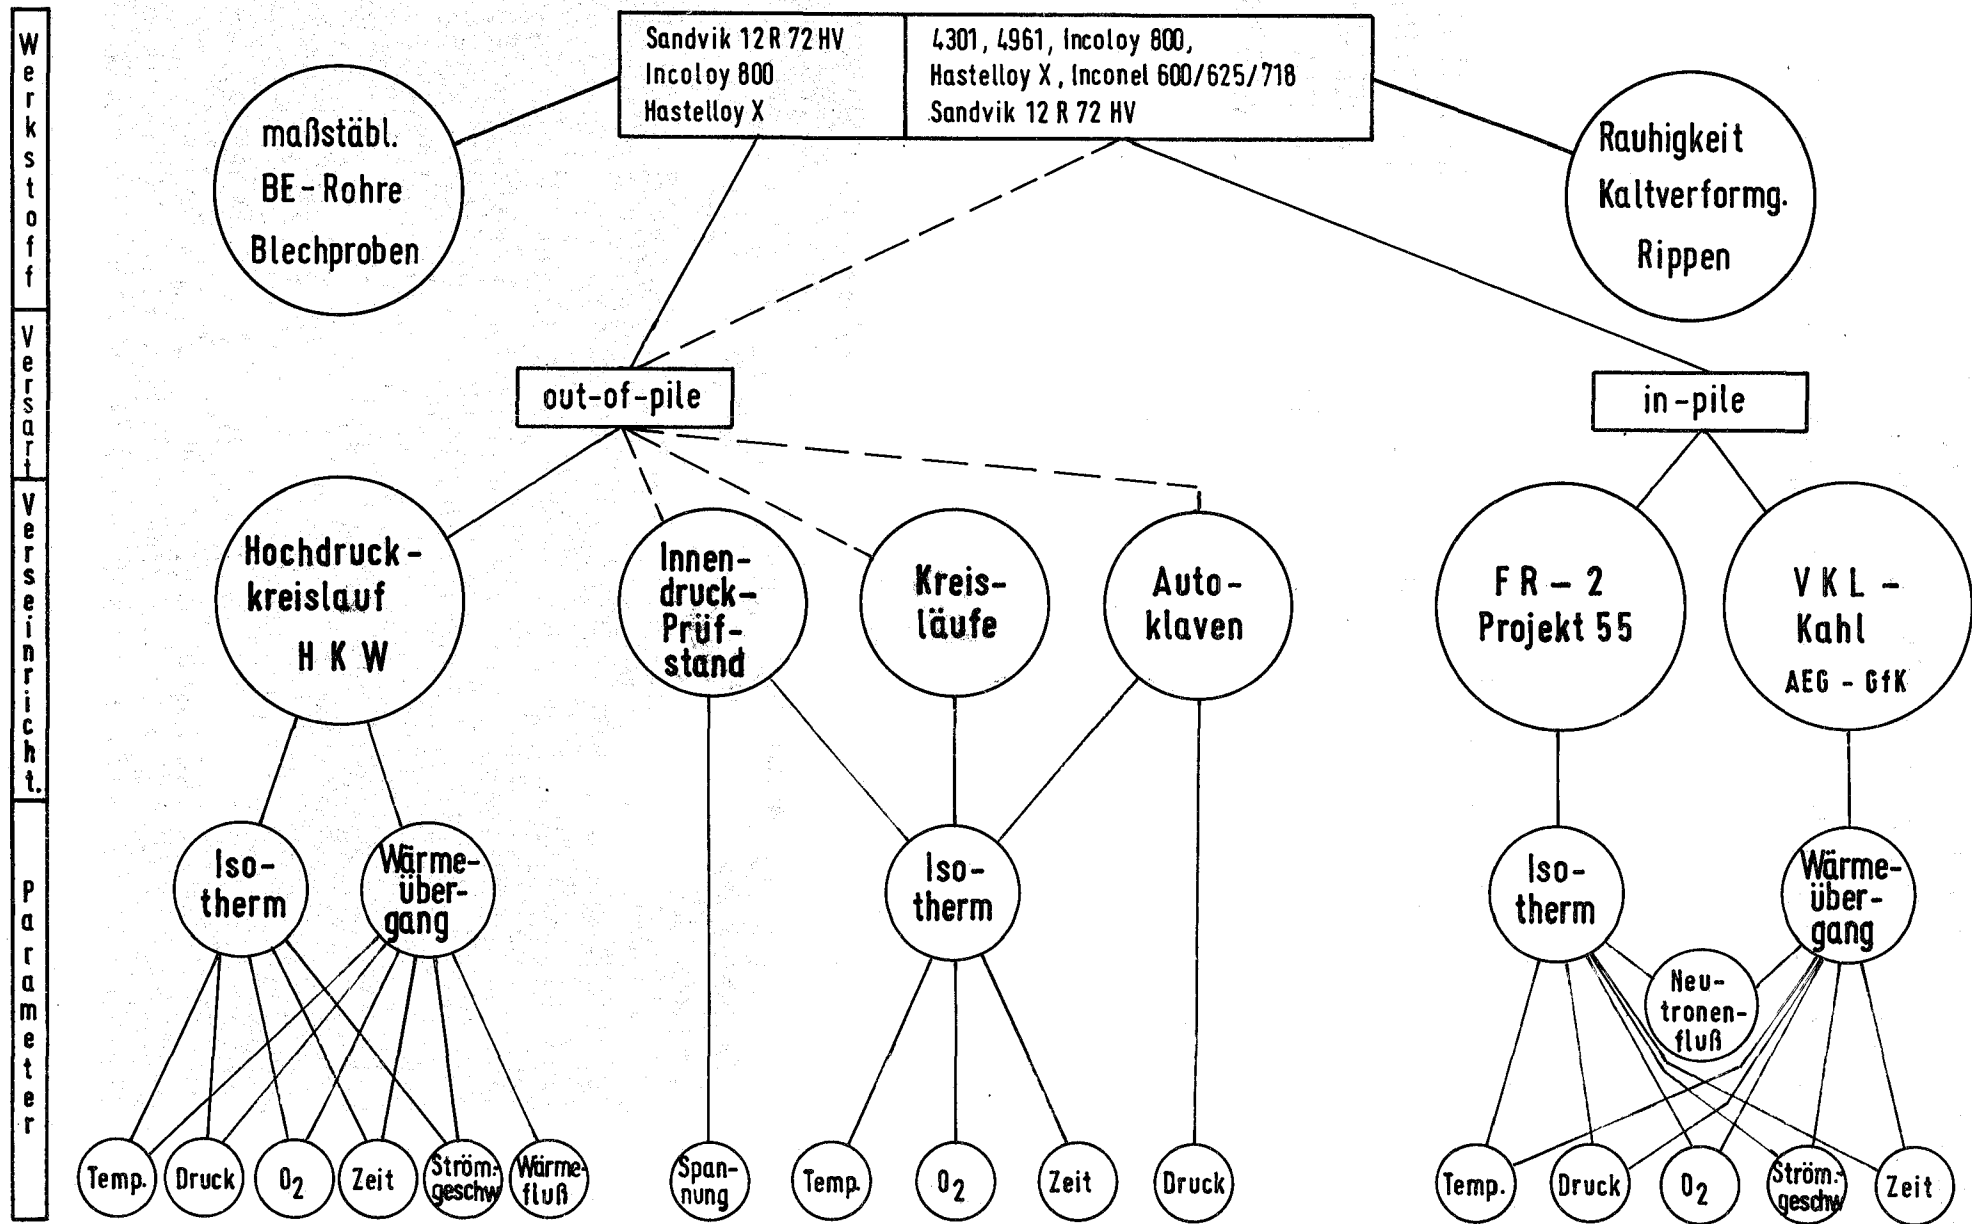 Werkstoff
Sandvik 12 R 72 HV
Incoloy 800
Hastelloy X
4301, 4961, Incoloy 800,
Hastelloy X, Inconel 600/625/718
Sandvik 12 R 72 HV
maßstäbl.
BE-Rohre
Blechproben
Rauhigkeit
Kaltverformg.
Rippen
Versart
out-of-pile
in-pile
Verseinricht.
Hochdruck-
kreislauf
HKW
Innen-
druck-
Prüf-
stand
Kreis-
läufe
Auto-
klaven
FR-2
Projekt 55
VKL-
Kahl
AEG - GfK
Parameter
Iso-
therm
Wärme-
über-
gang
Iso-
therm
Iso-
therm
Wärme-
über-
gang
Neu-
tronen-
fluß
Temp.
Druck
O2
Zeit
Ström.-
geschw
Wärme-
fluß
Span-
nung
Temp.
O2
Zeit
Druck
Temp.
Druck
O2
Ström.-
geschw
Zeit